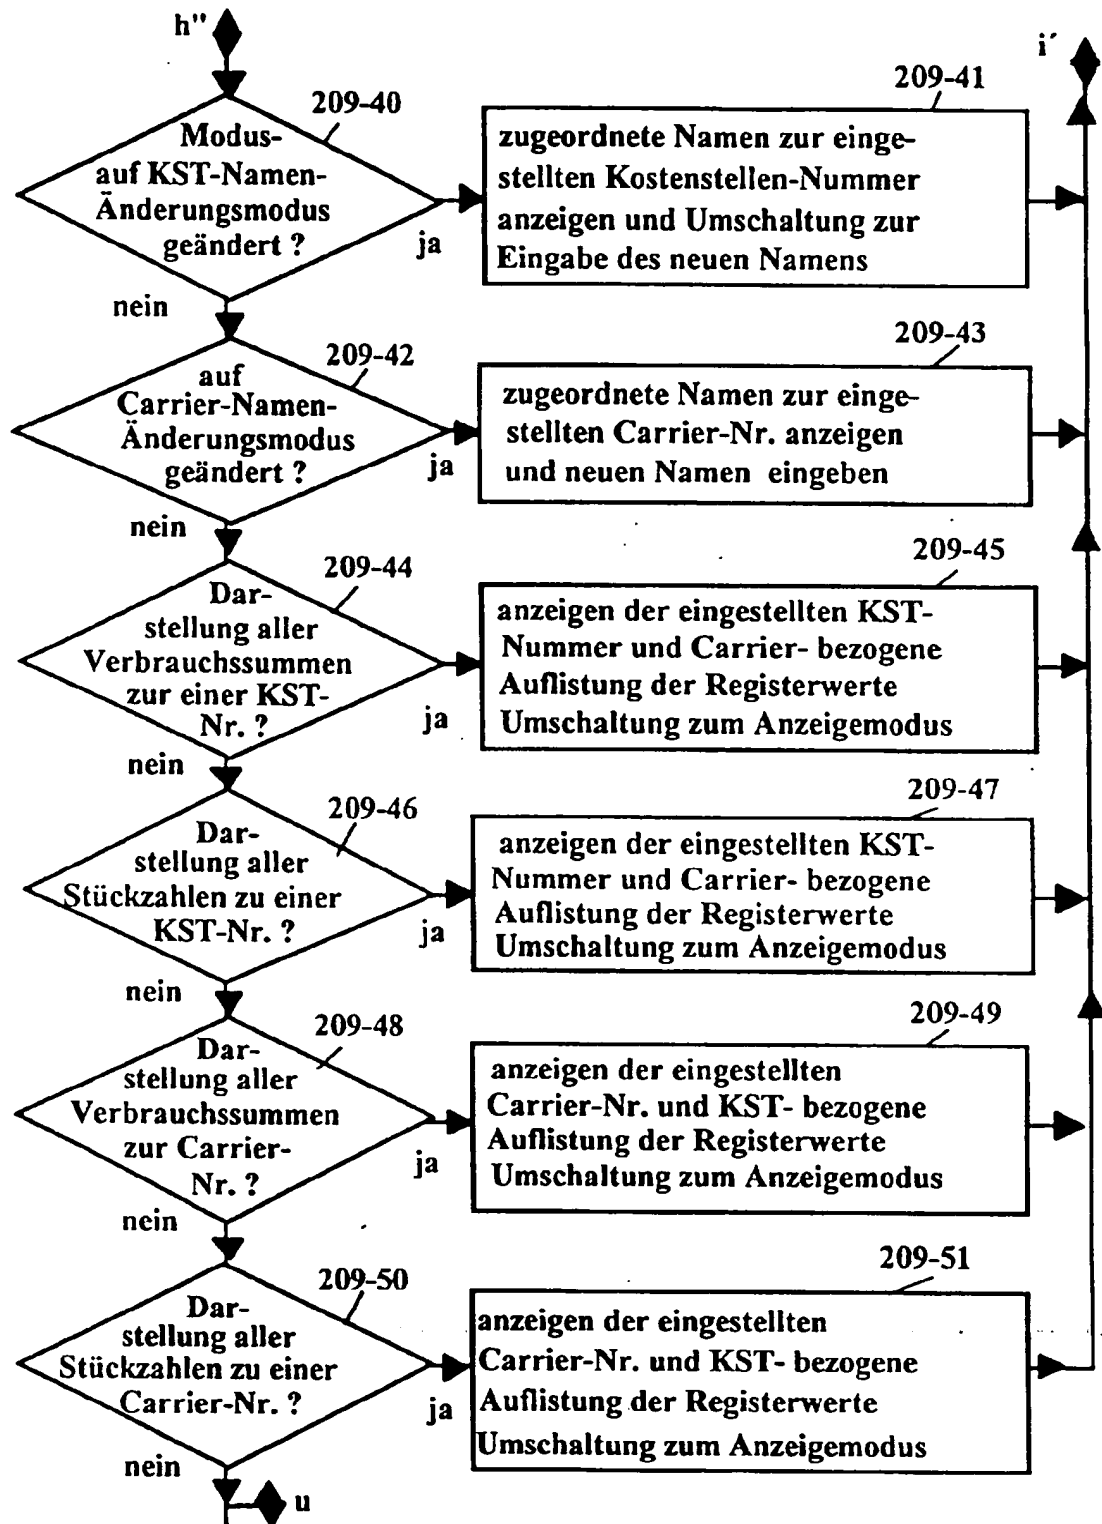 h''
i´
209-40
Modus-
auf KST-Namen-
Änderungsmodus
geändert ?
ja
nein
209-41
zugeordnete Namen zur einge-
stellten Kostenstellen-Nummer
anzeigen und Umschaltung zur
Eingabe des neuen Namens
209-42
auf
Carrier-Namen-
Änderungsmodus
geändert ?
ja
nein
209-43
zugeordnete Namen zur einge-
stellten Carrier-Nr. anzeigen
und neuen Namen eingeben
209-44
Dar-
stellung aller
Verbrauchssummen
zur einer KST-
Nr. ?
ja
nein
209-45
anzeigen der eingestellten KST-
Nummer und Carrier- bezogene
Auflistung der Registerwerte
Umschaltung zum Anzeigemodus
209-46
Dar-
stellung aller
Stückzahlen zu einer
KST-Nr. ?
ja
nein
209-47
anzeigen der eingestellten KST-
Nummer und Carrier- bezogene
Auflistung der Registerwerte
Umschaltung zum Anzeigemodus
209-48
Dar-
stellung aller
Verbrauchssummen
zur Carrier-
Nr. ?
ja
nein
209-49
anzeigen der eingestellten
Carrier-Nr. und KST- bezogene
Auflistung der Registerwerte
Umschaltung zum Anzeigemodus
209-50
Dar-
stellung aller
Stückzahlen zu einer
Carrier-Nr. ?
ja
nein
209-51
anzeigen der eingestellten
Carrier-Nr. und KST- bezogene
Auflistung der Registerwerte
Umschaltung zum Anzeigemodus
u